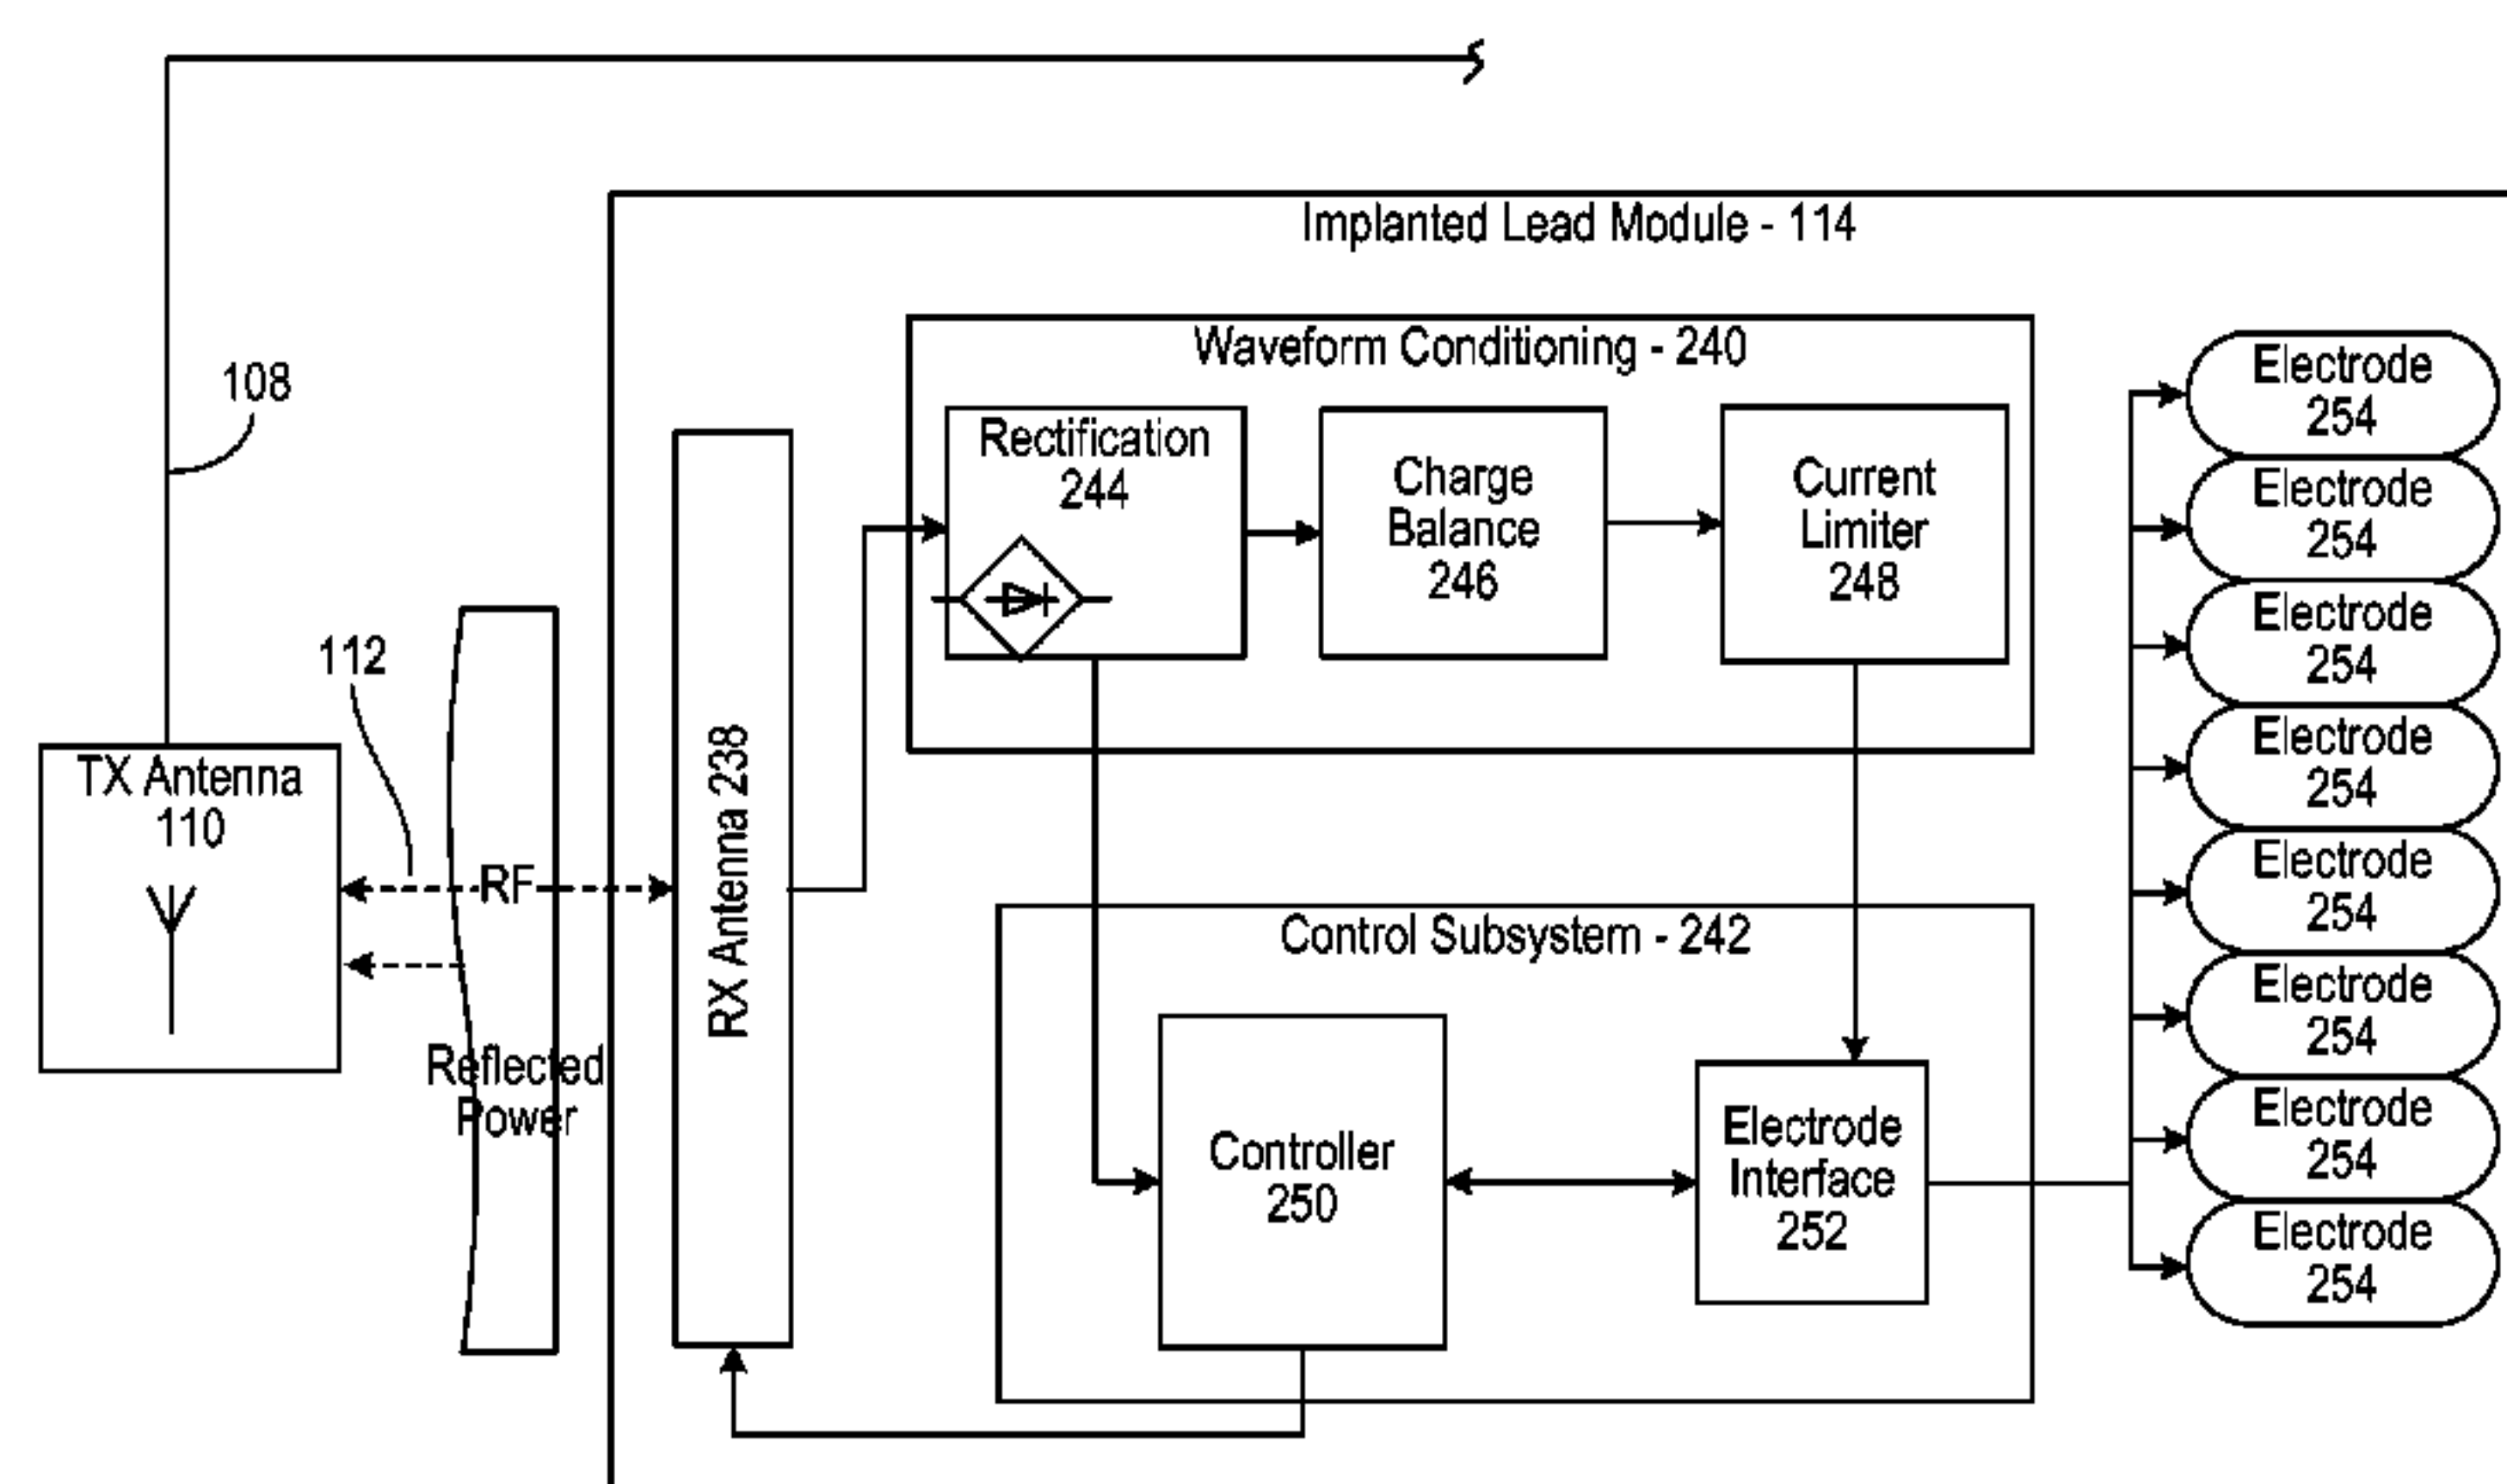 Implanted Lead Module - 114
Waveform Conditioning - 240
Rectification
244
Charge
Balance
246
Current
Limiter
248
108
112
TX Antenna
110
RF
Reflected
Power
RX Antenna 238
Control Subsystem - 242
Controller
250
Electrode
Interface
252
Electrode
254
Electrode
254
Electrode
254
Electrode
254
Electrode
254
Electrode
254
Electrode
254
Electrode
254